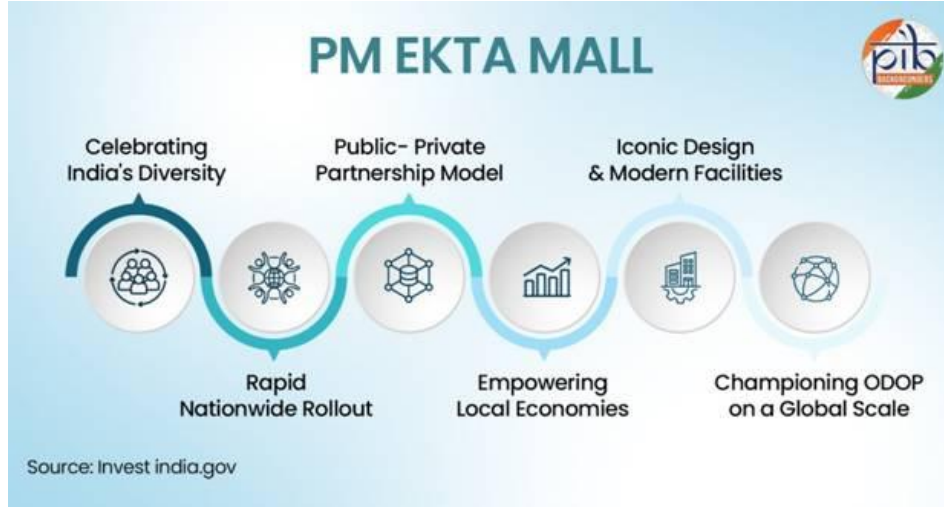 PM EKTA MALL
pib
BACKGROUNDERS
Celebrating
India's Diversity
Public- Private
Partnership Model
Iconic Design
& Modern Facilities
Rapid
Nationwide Rollout
Empowering
Local Economies
Championing ODOP
on a Global Scale
Source: Invest india.gov